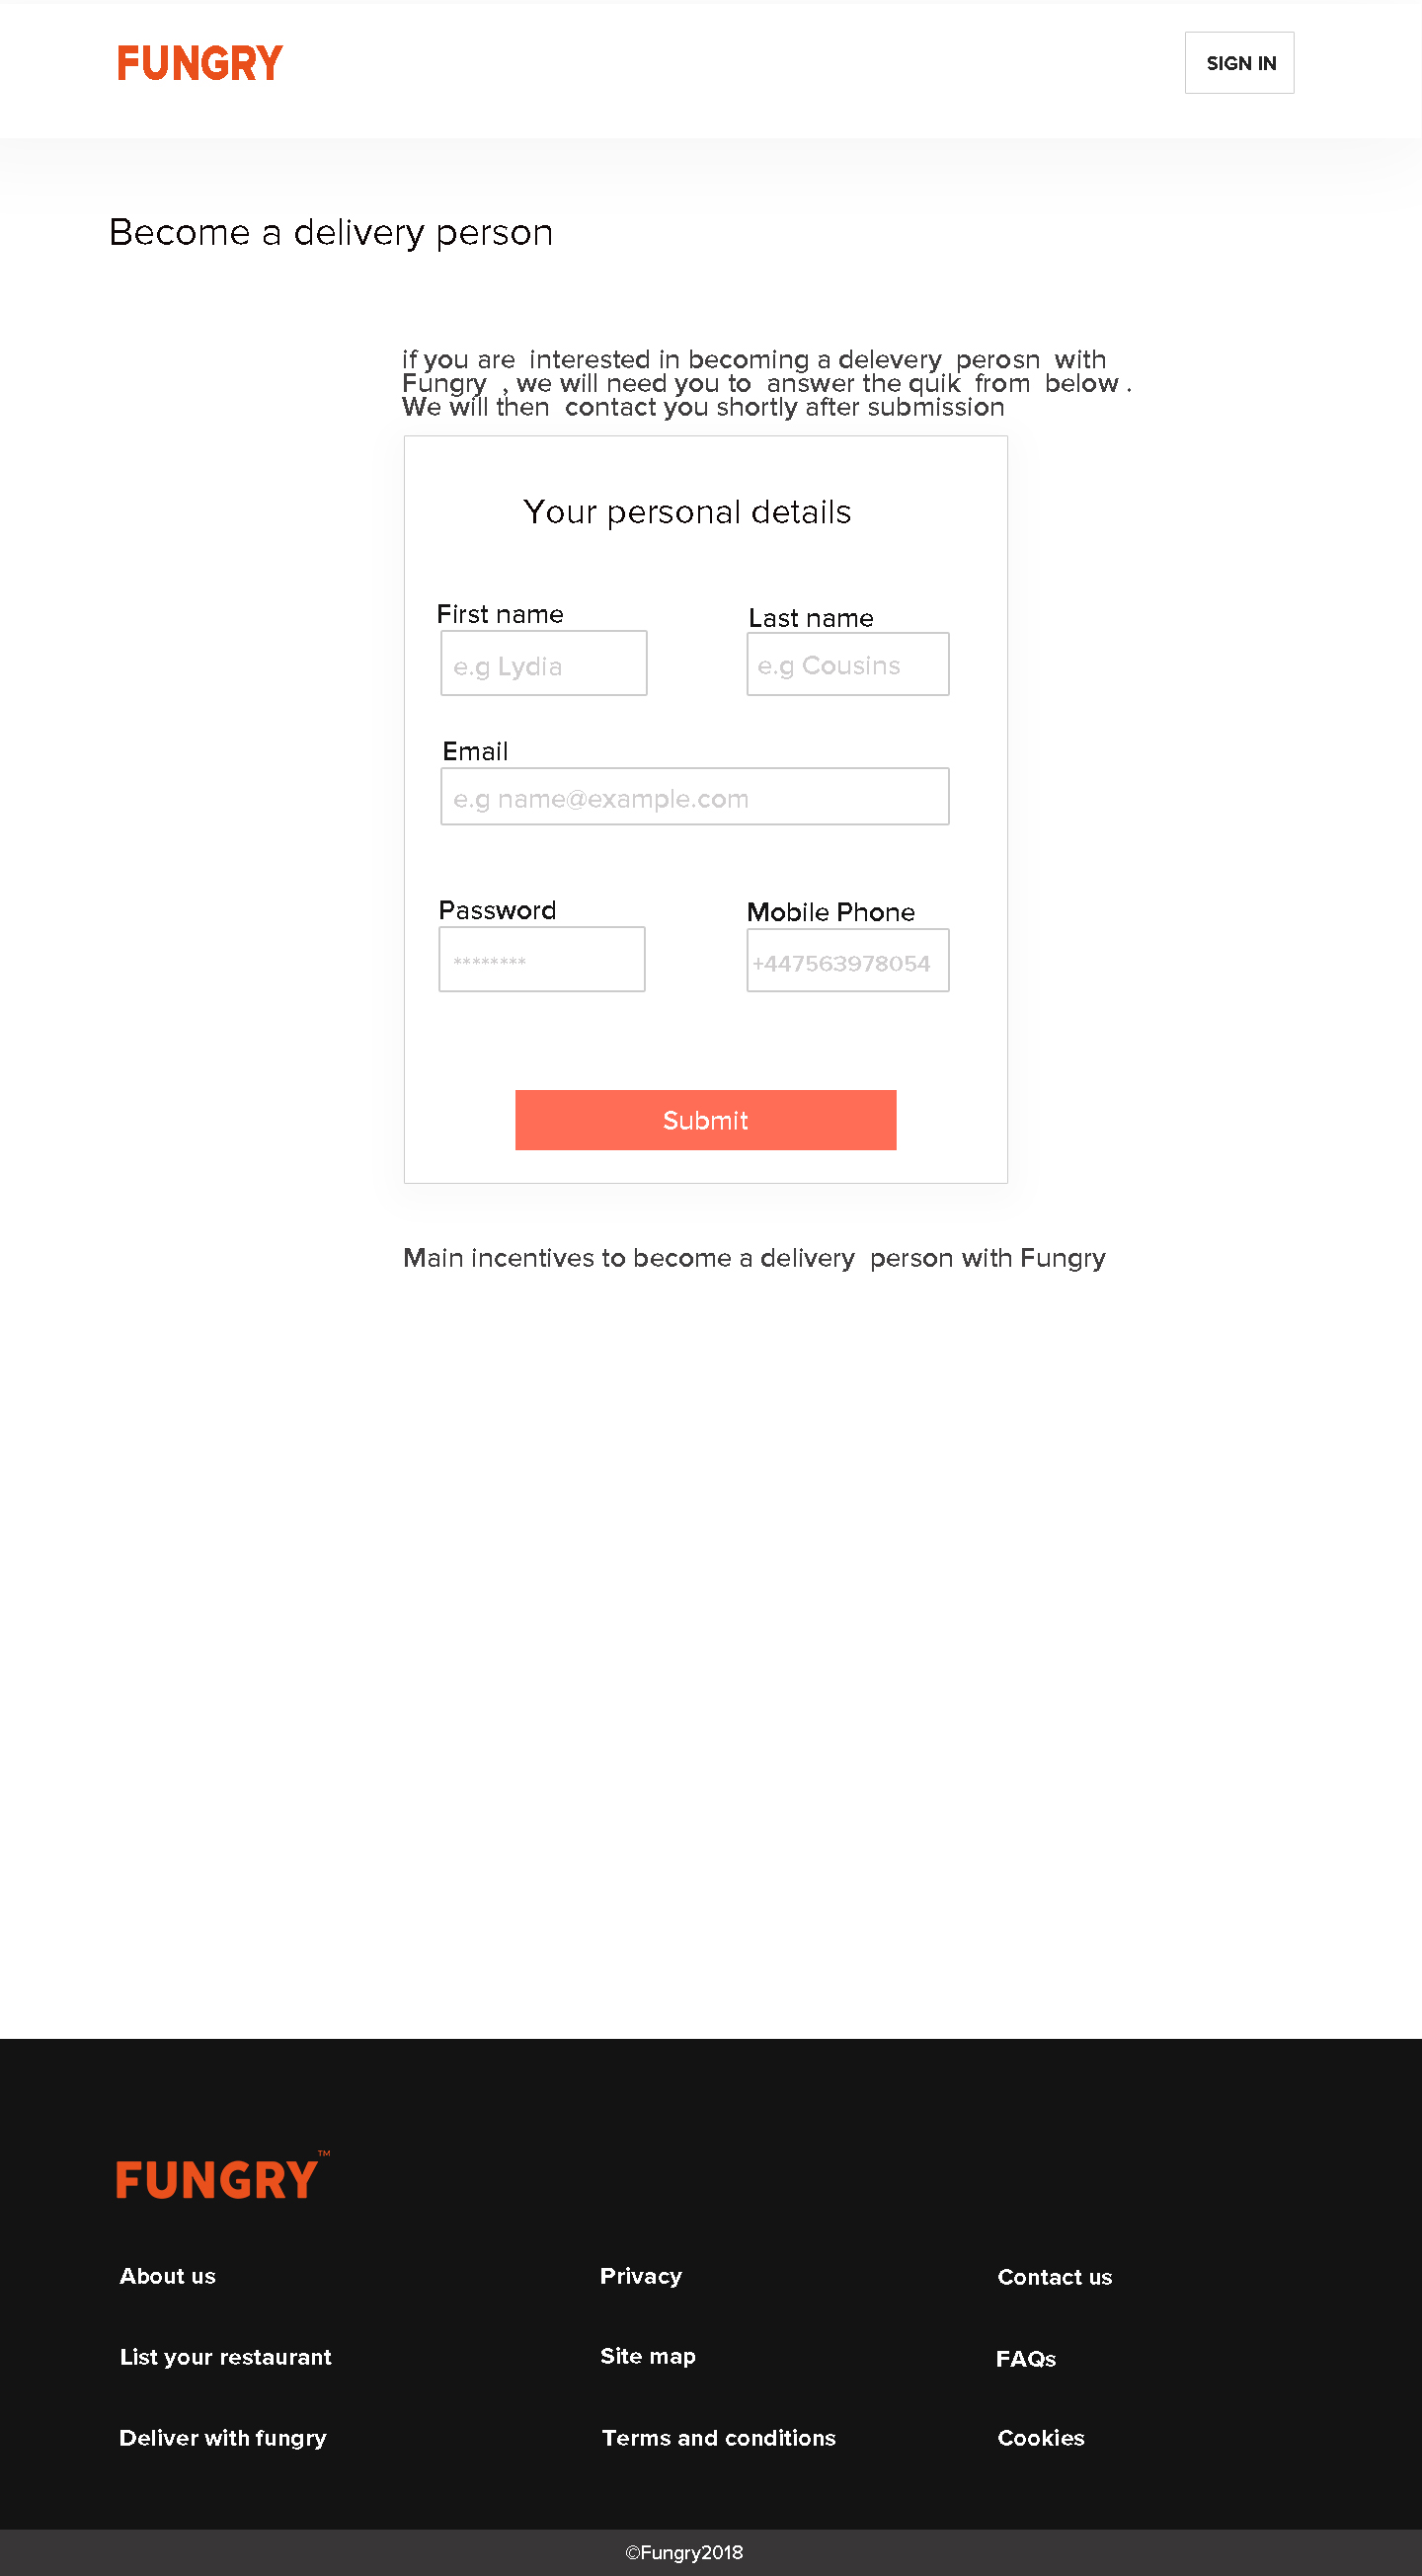 FUNGRY
SIGN IN
Become a delivery person
if you are interested in becoming a delevery perosn with
Fungry , we will need you to answer the quik from below .
We will then contact you shortly after submission
Your personal details
First name
Last name
e.g Lydia
e.g Cousins
Email
e.g name@example.com
Password
Mobile Phone
********
+447563978054
Submit
Main incentives to become a delivery person with Fungry
FUNGRY™
About us
Privacy
Contact us
List your restaurant
Site map
FAQs
Deliver with fungry
Terms and conditions
Cookies
©Fungry2018